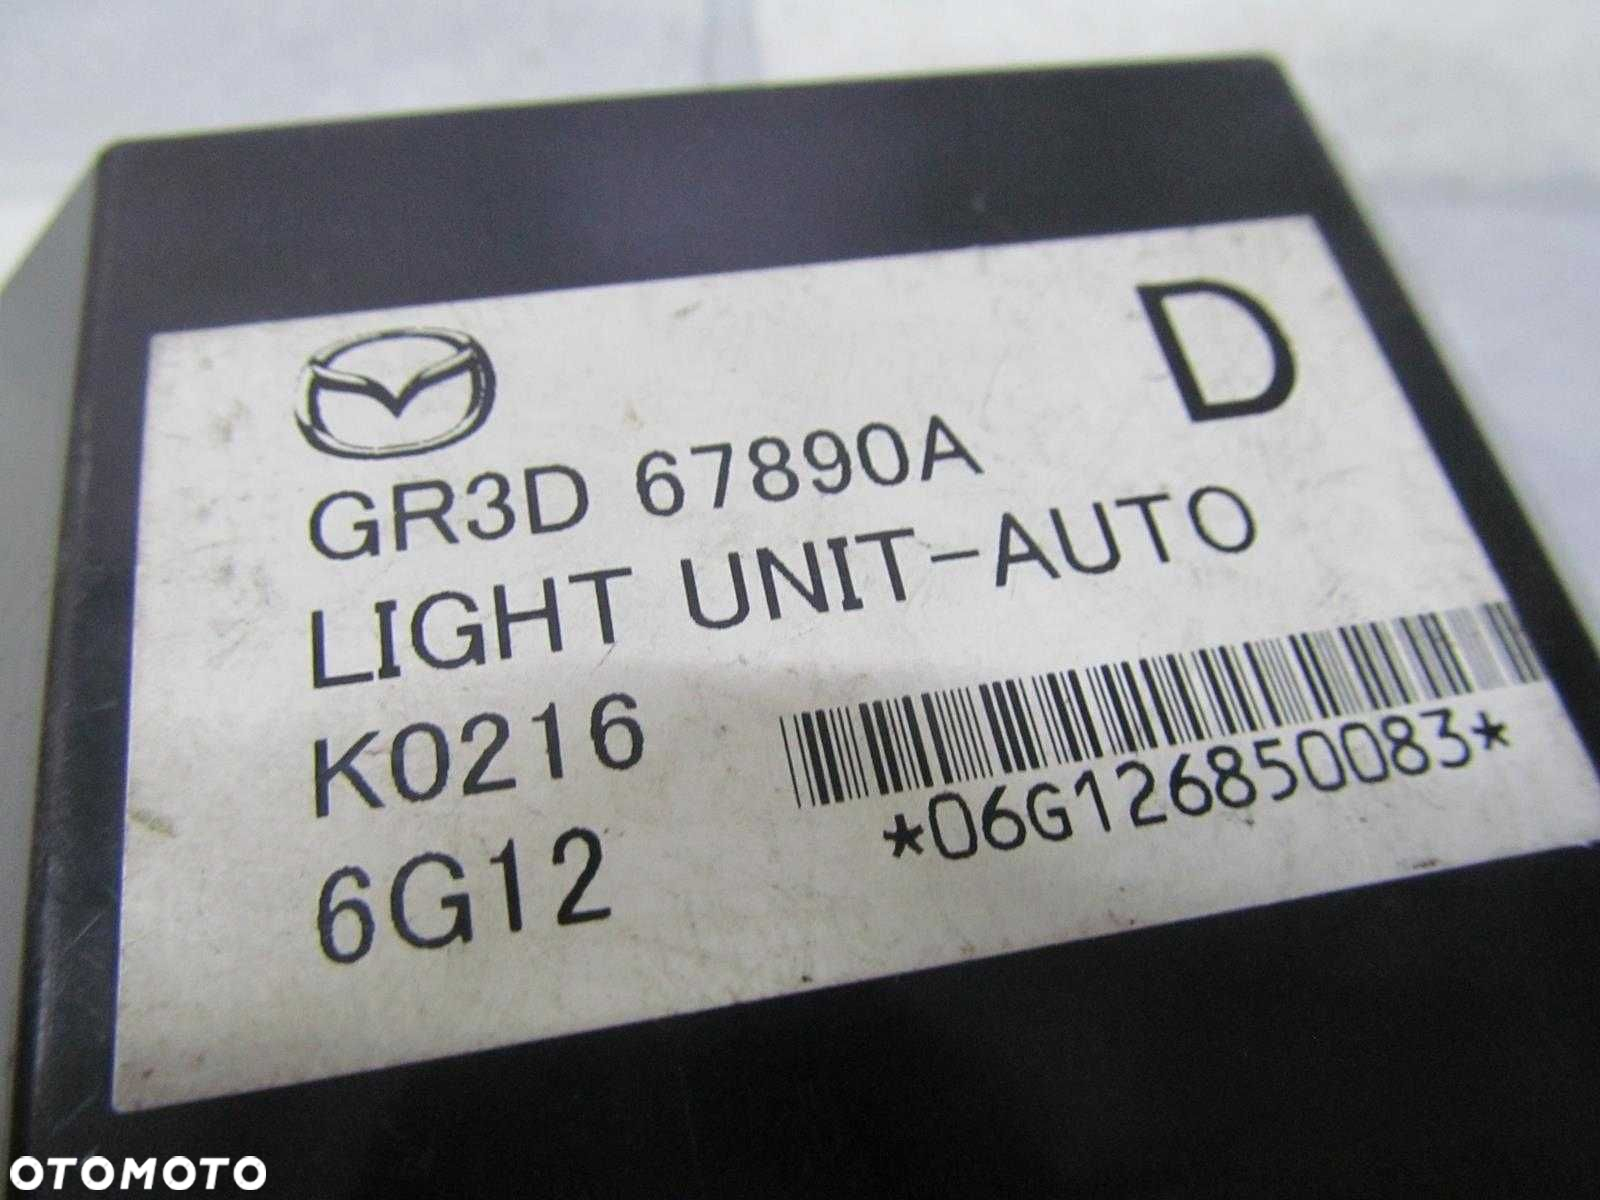 D
GR3D 67890A
LIGHT UNIT-AUTO
K0216
*06G126850083*
6G12
OTOMOTO